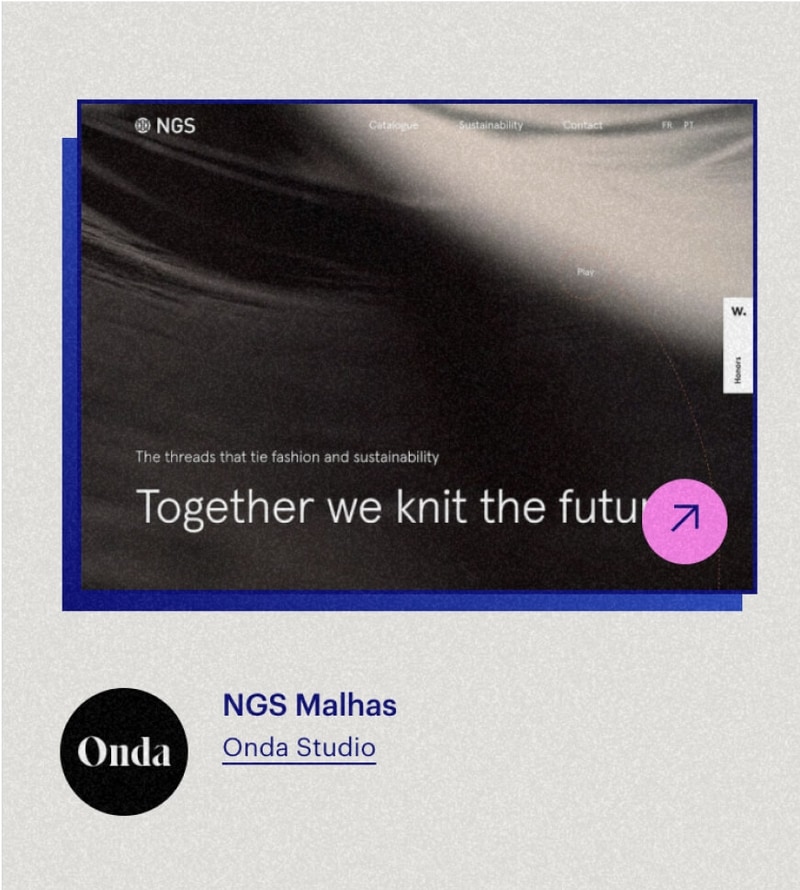 NGS
Catalogue Sustainability Contact FR PT
Play
W.
Honors
The threads that tie fashion and sustainability
Together we knit the futu
Onda
NGS Malhas
Onda Studio